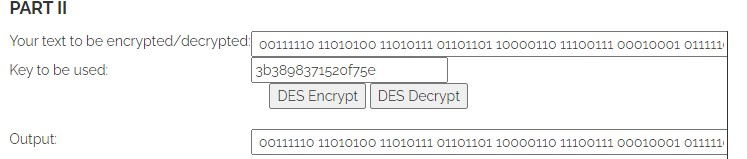 PART II
Your text to be encrypted/decrypted: 00111110 11010100 11010111 01101101 10000110 11100111 00010001 011111
Key to be used: 3b3898371520f75e
DES Encrypt DES Decrypt
Output: 00111110 11010100 11010111 01101101 10000110 11100111 00010001 011111